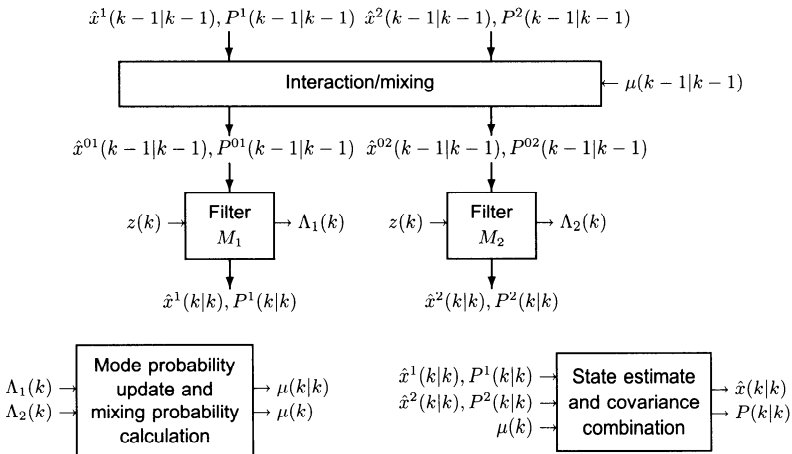 x̂¹(k−1|k−1), P¹(k−1|k−1) x̂²(k−1|k−1), P²(k−1|k−1)
Interaction/mixing
μ(k−1|k−1)
x̂⁰¹(k−1|k−1), P⁰¹(k−1|k−1) x̂⁰²(k−1|k−1), P⁰²(k−1|k−1)
z(k)
Filter
M₁
Λ₁(k)
z(k)
Filter
M₂
Λ₂(k)
x̂¹(k|k), P¹(k|k)
x̂²(k|k), P²(k|k)
Λ₁(k)
Λ₂(k)
Mode probability
update and
mixing probability
calculation
μ(k|k)
μ(k)
x̂¹(k|k), P¹(k|k)
x̂²(k|k), P²(k|k)
μ(k)
State estimate
and covariance
combination
x̂(k|k)
P(k|k)